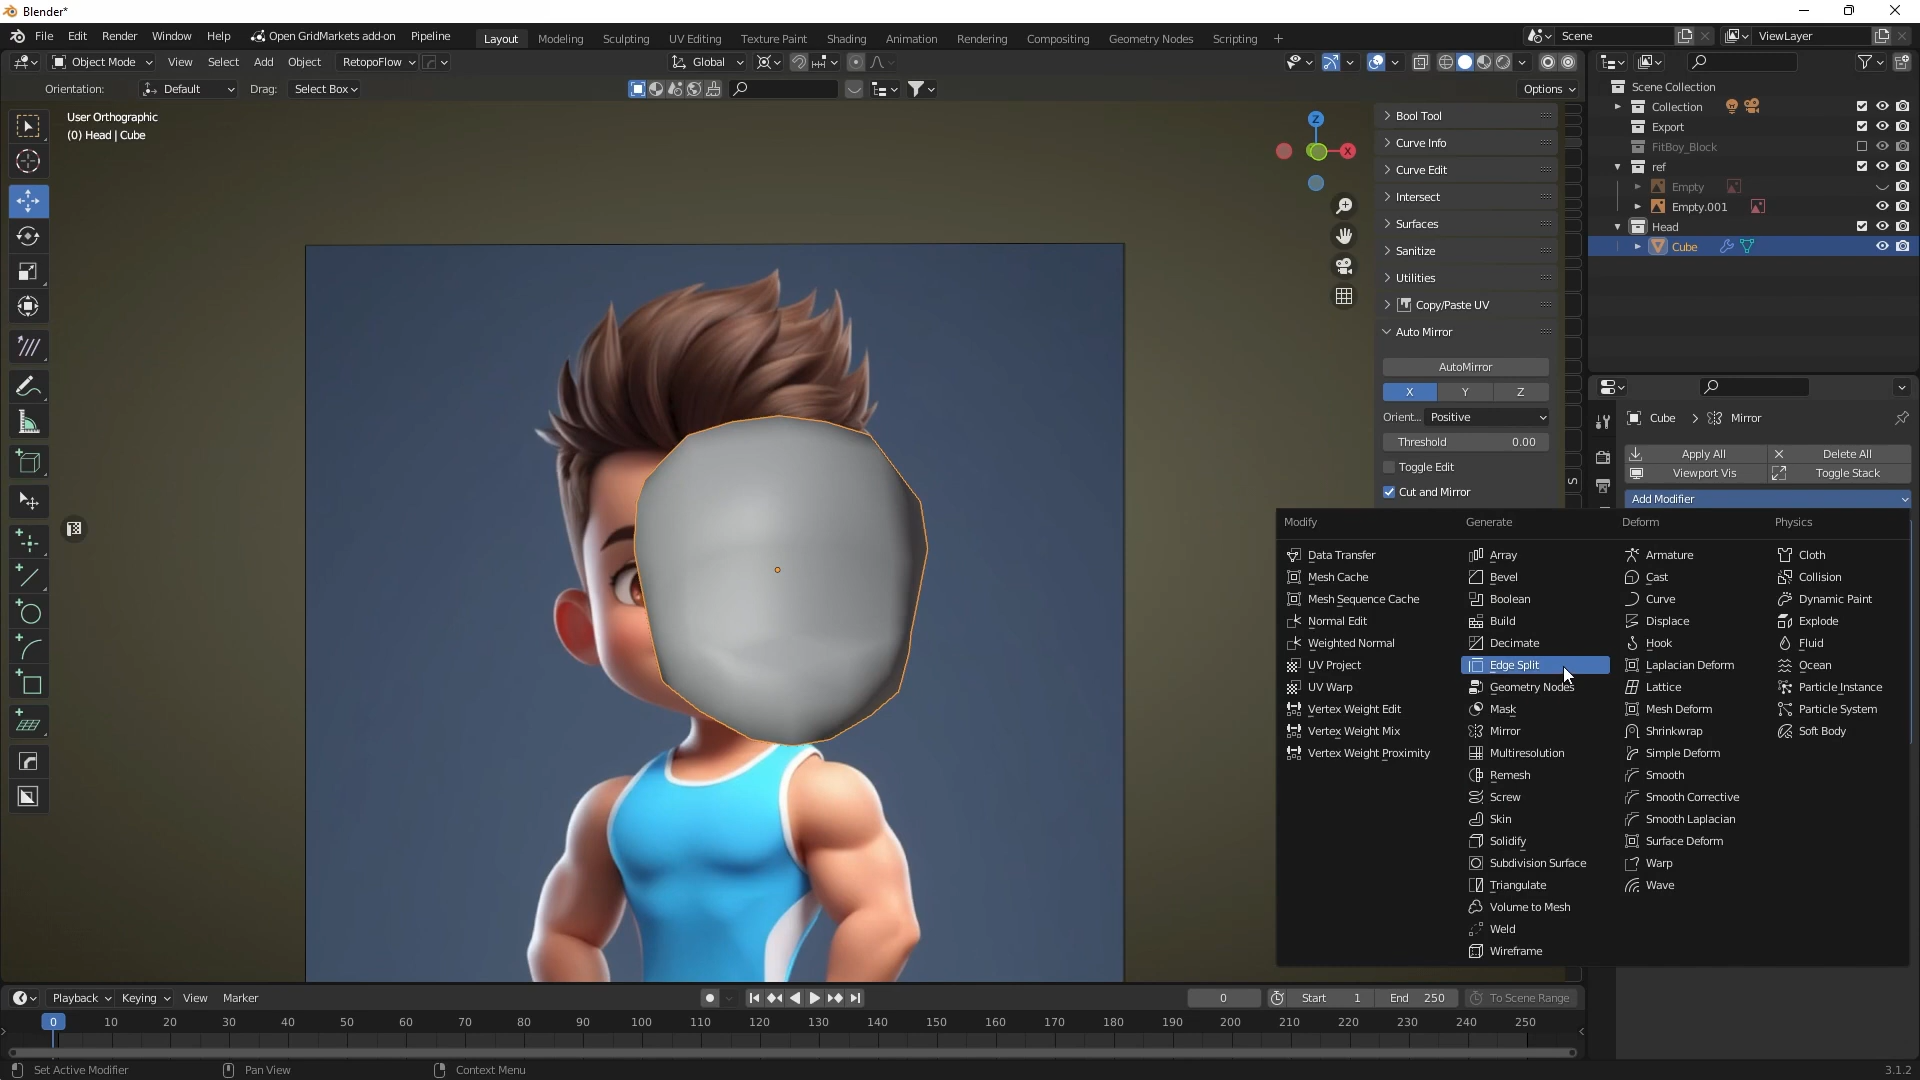 Blender*
File Edit Render Window Help Open GridMarkets add-on Pipeline Layout Modeling Sculpting UV Editing Texture Paint Shading Animation Rendering Compositing Geometry Nodes Scripting + Scene ViewLayer
Object Mode View Select Add Object RetopoFlow Global
Orientation: Default Drag: Select Box Options
User Orthographic
(0) Head | Cube
Z
X
Bool Tool
Curve Info
Curve Edit
Intersect
Surfaces
Sanitize
Utilities
Copy/Paste UV
Auto Mirror
AutoMirror
X Y Z
Orient... Positive
Threshold 0.00
Toggle Edit
Cut and Mirror
S
Scene Collection
Collection
Export
FitBoy_Block
ref
Empty
Empty.001
Head
Cube
Cube Mirror
Apply All Delete All
Viewport Vis Toggle Stack
Add Modifier
Modify Generate Deform Physics
Data Transfer Array Armature Cloth
Mesh Cache Bevel Cast Collision
Mesh Sequence Cache Boolean Curve Dynamic Paint
Normal Edit Build Displace Explode
Weighted Normal Decimate Hook Fluid
UV Project Edge Split Laplacian Deform Ocean
UV Warp Geometry Nodes Lattice Particle Instance
Vertex Weight Edit Mask Mesh Deform Particle System
Vertex Weight Mix Mirror Shrinkwrap Soft Body
Vertex Weight Proximity Multiresolution Simple Deform
Remesh Smooth
Screw Smooth Corrective
Skin Smooth Laplacian
Solidify Surface Deform
Subdivision Surface Warp
Triangulate Wave
Volume to Mesh
Weld
Wireframe
Playback Keying View Marker 0 Start 1 End 250 To Scene Range
0 10 20 30 40 50 60 70 80 90 100 110 120 130 140 150 160 170 180 190 200 210 220 230 240 250
Set Active Modifier Pan View Context Menu 3.1.2